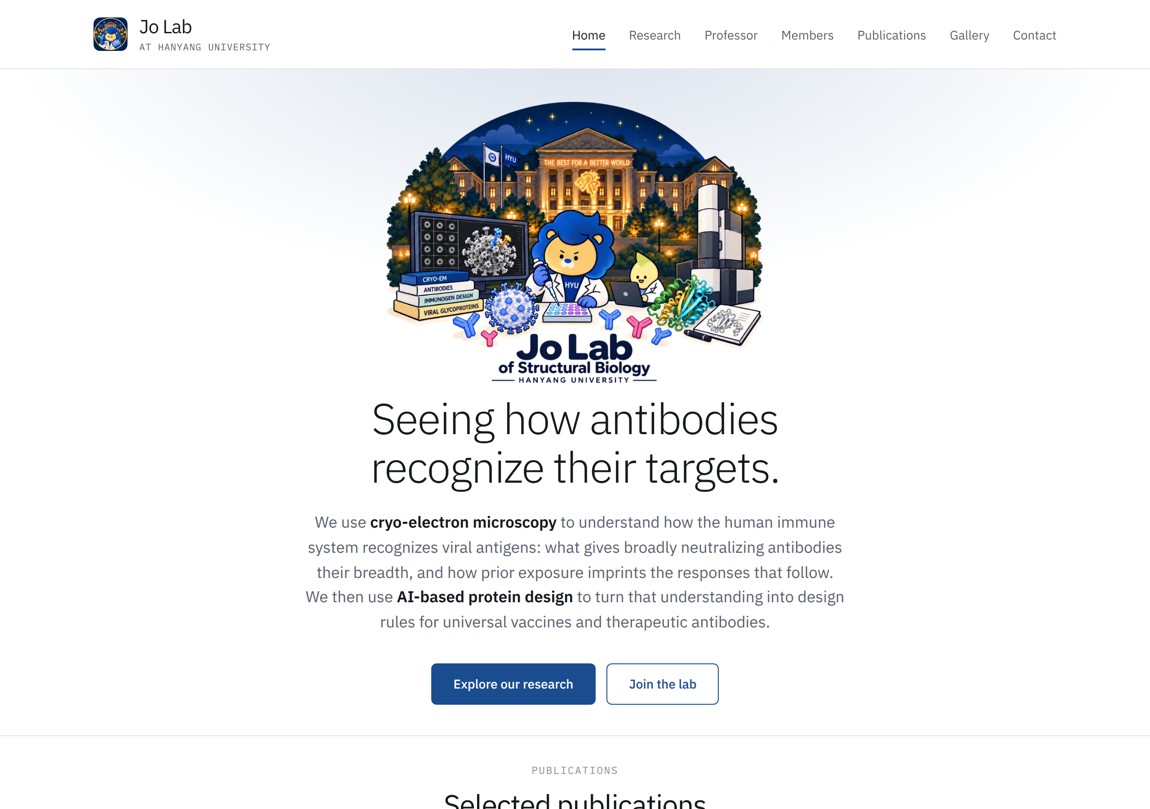 Jo Lab
AT HANYANG UNIVERSITY
Home
Research
Professor
Members
Publications
Gallery
Contact
HYU
THE BEST FOR A BETTER WORLD
HYU
CRYO-EM
ANTIBODIES
IMMUNOGEN DESIGN
VIRAL GLYCOPROTEINS
Jo Lab
of Structural Biology
HANYANG UNIVERSITY
Seeing how antibodies
recognize their targets.
We use cryo-electron microscopy to understand how the human immune
system recognizes viral antigens: what gives broadly neutralizing antibodies
their breadth, and how prior exposure imprints the responses that follow.
We then use AI-based protein design to turn that understanding into design
rules for universal vaccines and therapeutic antibodies.
Explore our research
Join the lab
PUBLICATIONS
Selected publications